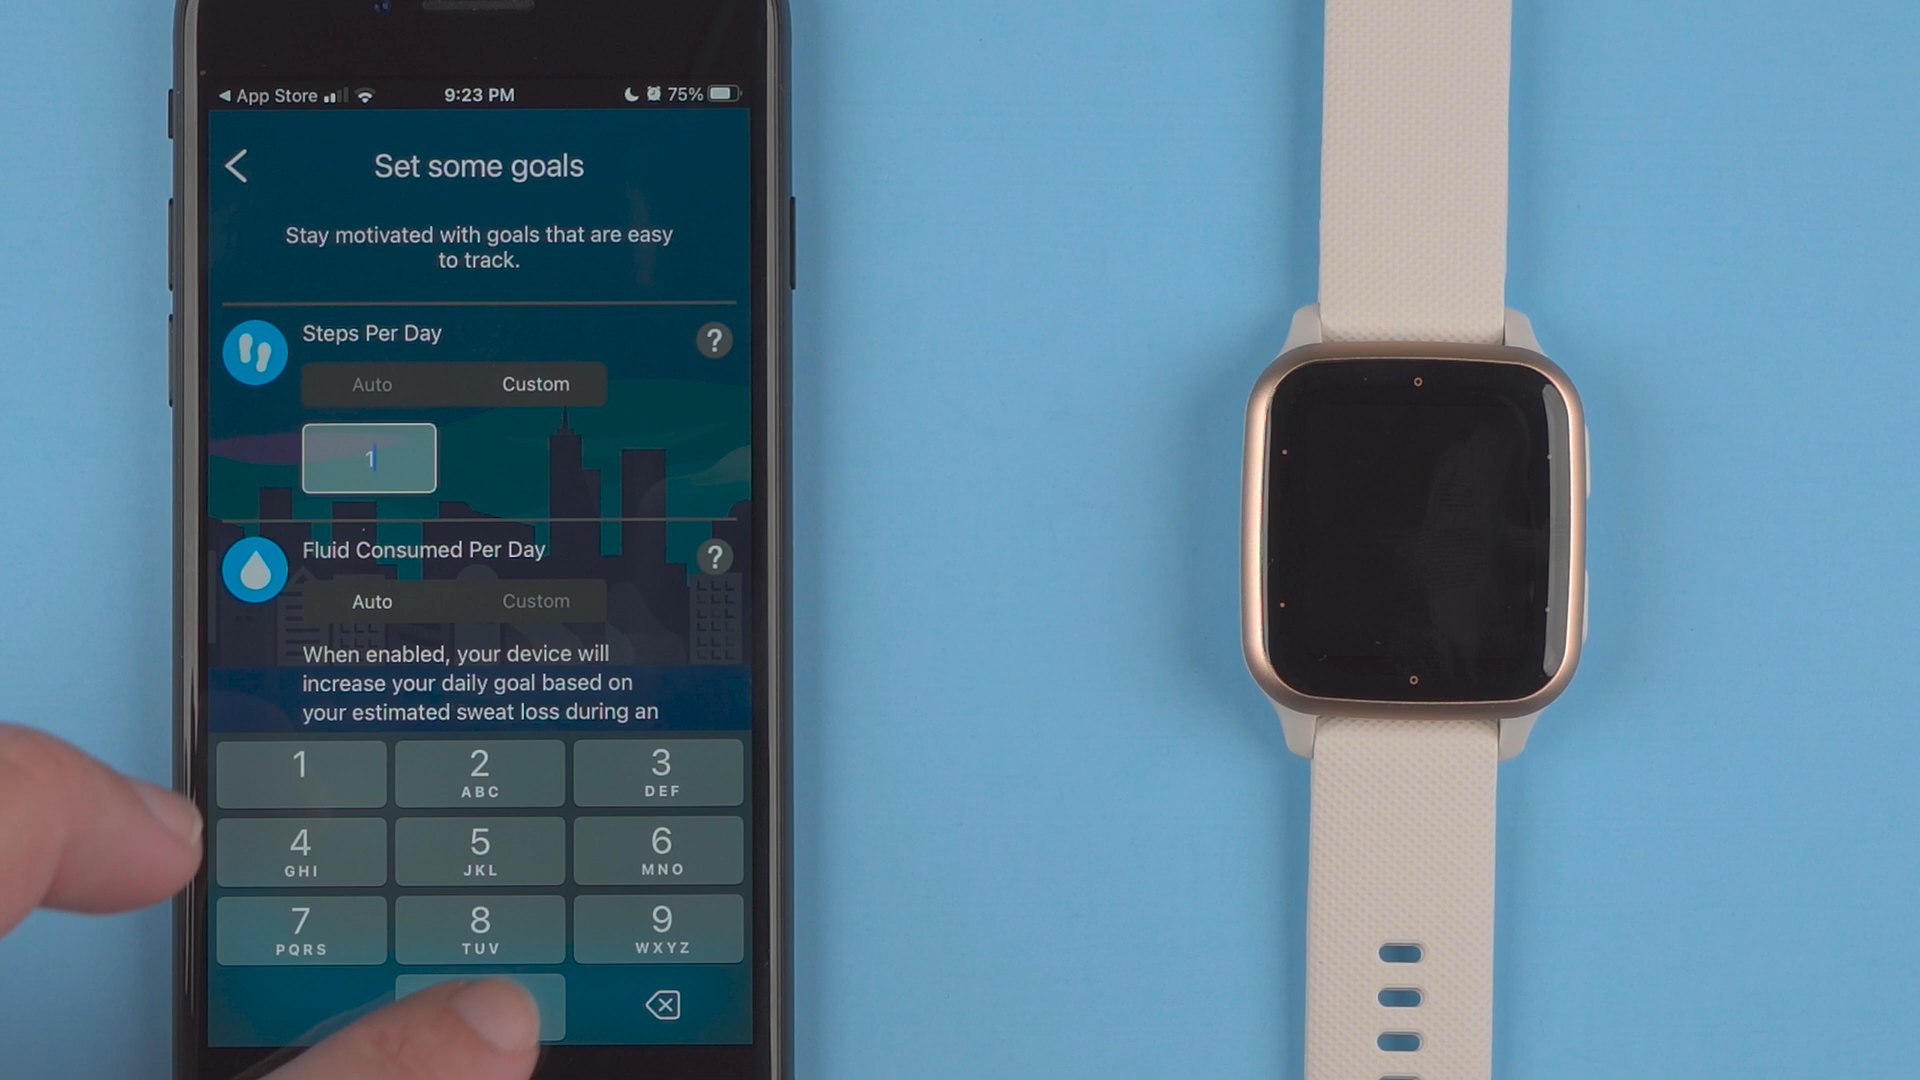 App Store
9:23 PM
75%
Set some goals
Stay motivated with goals that are easy
to track.
Steps Per Day
?
Auto
Custom
1
Fluid Consumed Per Day
?
Auto
Custom
When enabled, your device will
increase your daily goal based on
your estimated sweat loss during an
1
2
3
ABC
DEF
4
5
6
GHI
JKL
MNO
7
8
9
PQRS
TUV
WXYZ